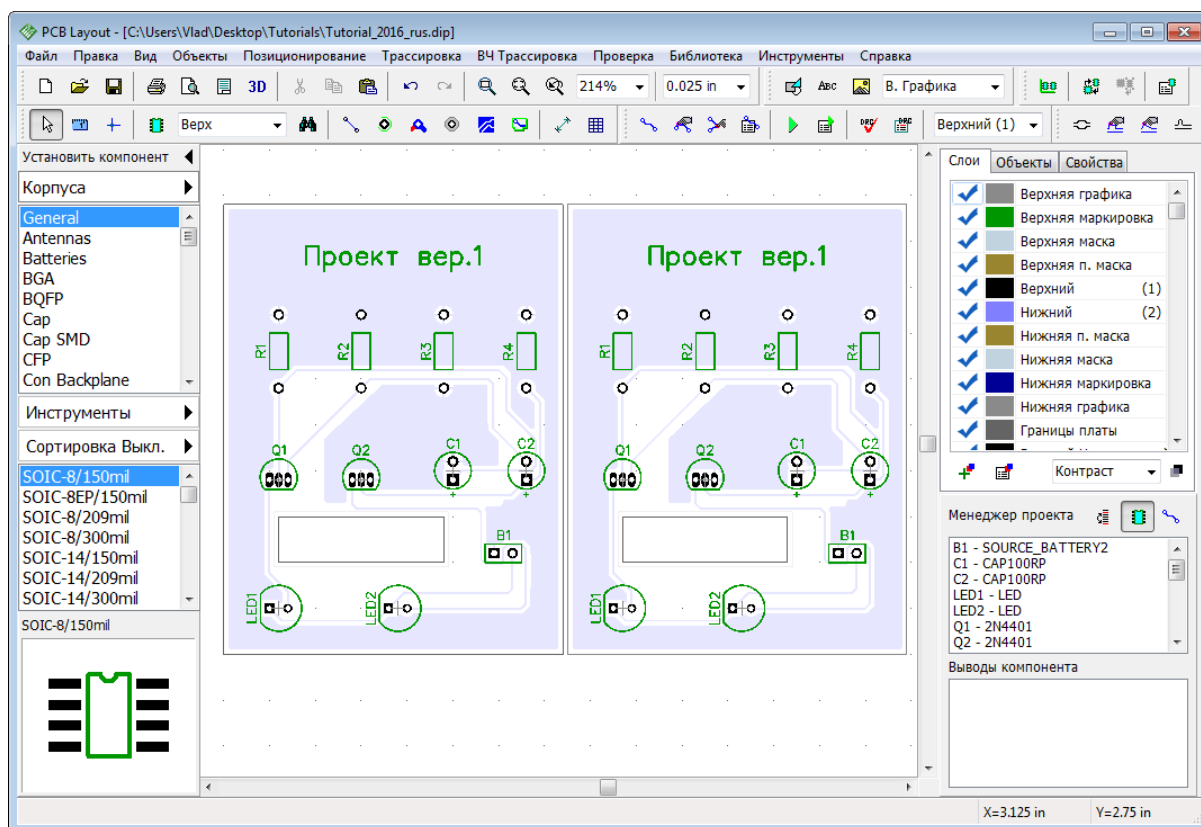 PCB Layout - [C:\Users\Vlad\Desktop\Tutorials\Tutorial_2016_rus.dip]
Файл Правка Вид Объекты Позиционирование Трассировка ВЧ Трассировка Проверка Библиотека Инструменты Справка
3D 214% 0.025 in ABC В. Графика
Верх DRC DRC Верхний (1)
Установить компонент
Корпуса
General
Antennas
Batteries
BGA
BQFP
Cap
Cap SMD
CFP
Con Backplane
Инструменты
Сортировка Выкл.
SOIC-8/150mil
SOIC-8EP/150mil
SOIC-8/209mil
SOIC-8/300mil
SOIC-14/150mil
SOIC-14/209mil
SOIC-14/300mil
SOIC-8/150mil
Проект вер.1
R1 R2 R3 R4
Q1 Q2 C1 C2
+ +
B1
LED1 LED2
Проект вер.1
R1 R2 R3 R4
Q1 Q2 C1 C2
+ +
B1
LED1 LED2
Слои Объекты Свойства
Верхняя графика
Верхняя маркировка
Верхняя маска
Верхняя п. маска
Верхний (1)
Нижний (2)
Нижняя п. маска
Нижняя маска
Нижняя маркировка
Нижняя графика
Границы платы
Контраст
Менеджер проекта
B1 - SOURCE_BATTERY2
C1 - CAP100RP
C2 - CAP100RP
LED1 - LED
LED2 - LED
Q1 - 2N4401
Q2 - 2N4401
Выводы компонента
X=3.125 in Y=2.75 in